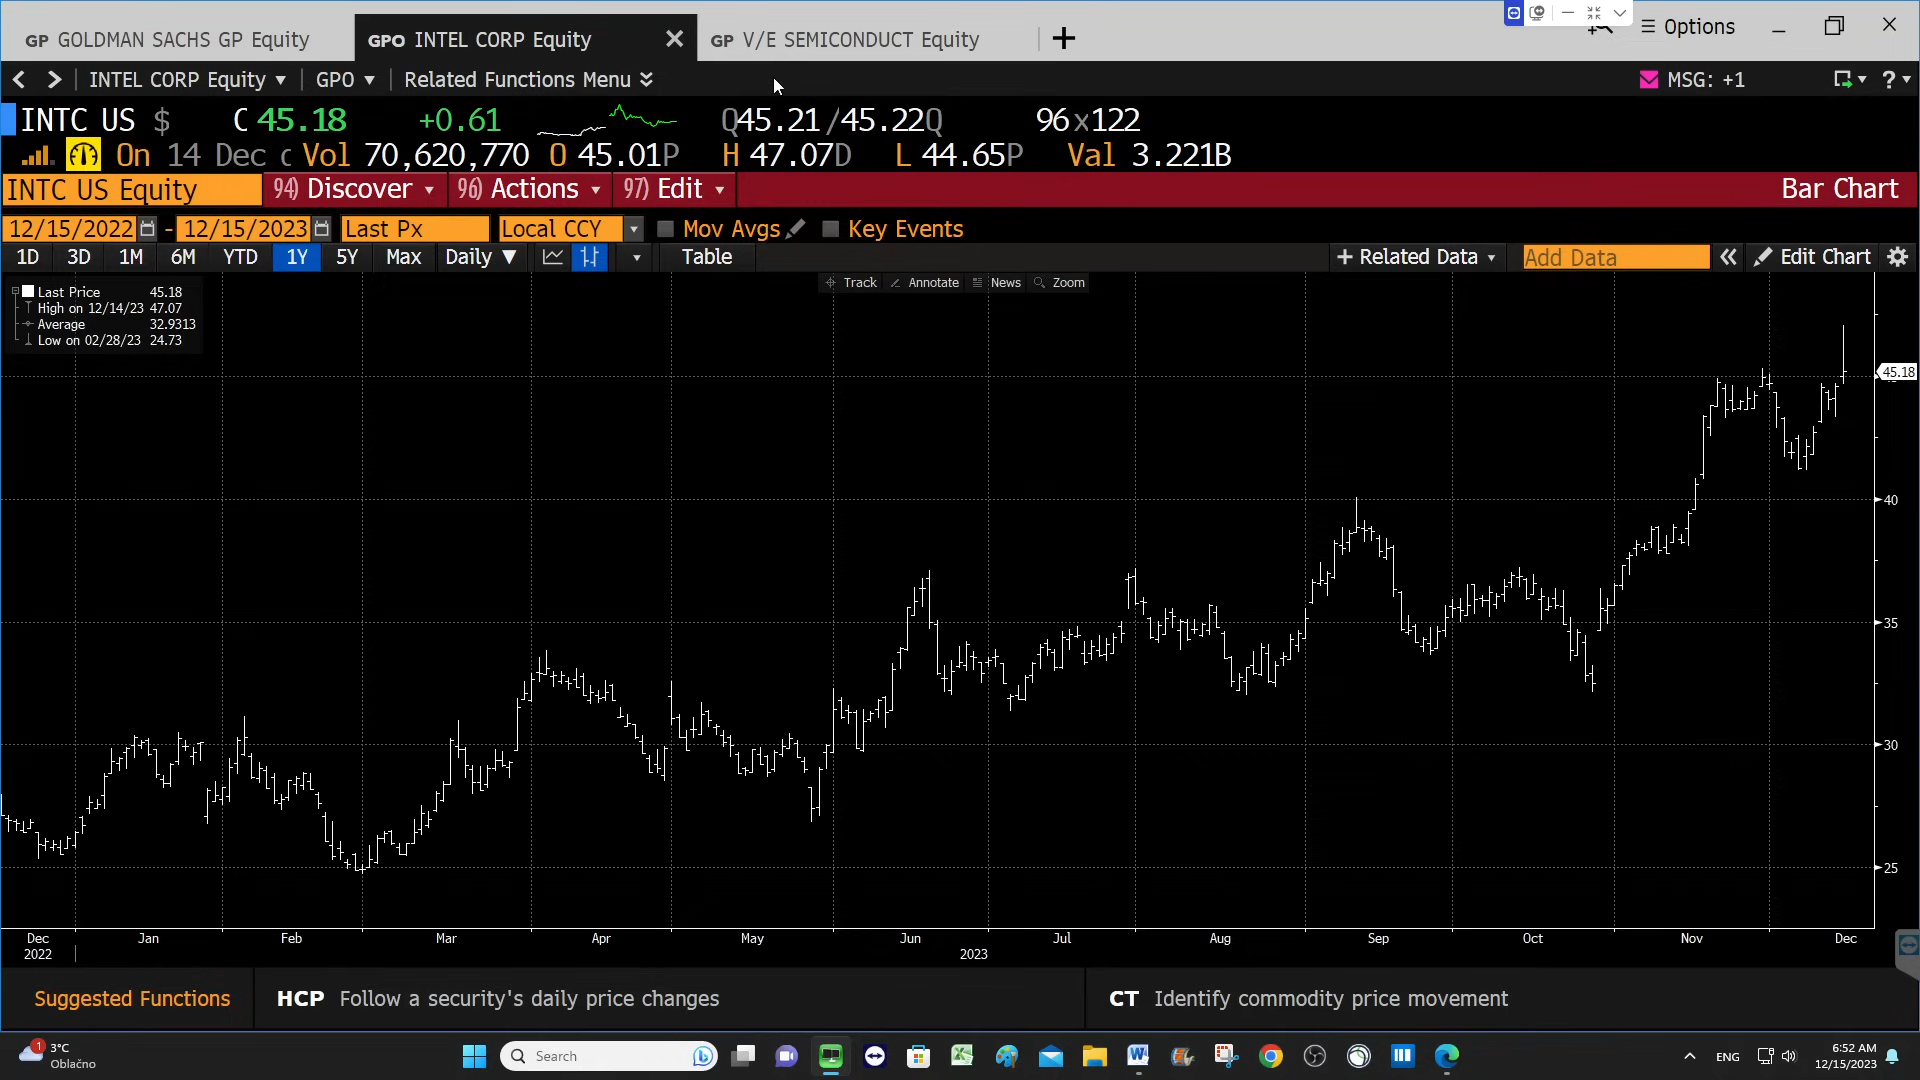 GP GOLDMAN SACHS GP Equity
GPO INTEL CORP Equity
GP V/E SEMICONDUCT Equity
Options
INTEL CORP Equity
GPO
Related Functions Menu
MSG: +1
?
INTC US $ C 45.18 +0.61 Q45.21/45.22Q 96x122
On 14 Dec Vol 70,620,770 O 45.01P H 47.07D L 44.65P Val 3.221B
INTC US Equity
94) Discover
96) Actions
97) Edit
Bar Chart
12/15/2022 - 12/15/2023
Last Px
Local CCY
Mov Avgs
Key Events
1D 3D 1M 6M YTD 1Y 5Y Max Daily ▼
Table
+ Related Data
Add Data
Edit Chart
Track Annotate News Zoom
Last Price 45.18
High on 12/14/23 47.07
Average 32.9313
Low on 02/28/23 24.73
45.18
40
35
30
25
Dec Jan Feb Mar Apr May Jun Jul Aug Sep Oct Nov Dec
2022 2023
Suggested Functions
HCP Follow a security's daily price changes
CT Identify commodity price movement
1
3°C
Oblačno
Search
ENG
6:52 AM
12/15/2023